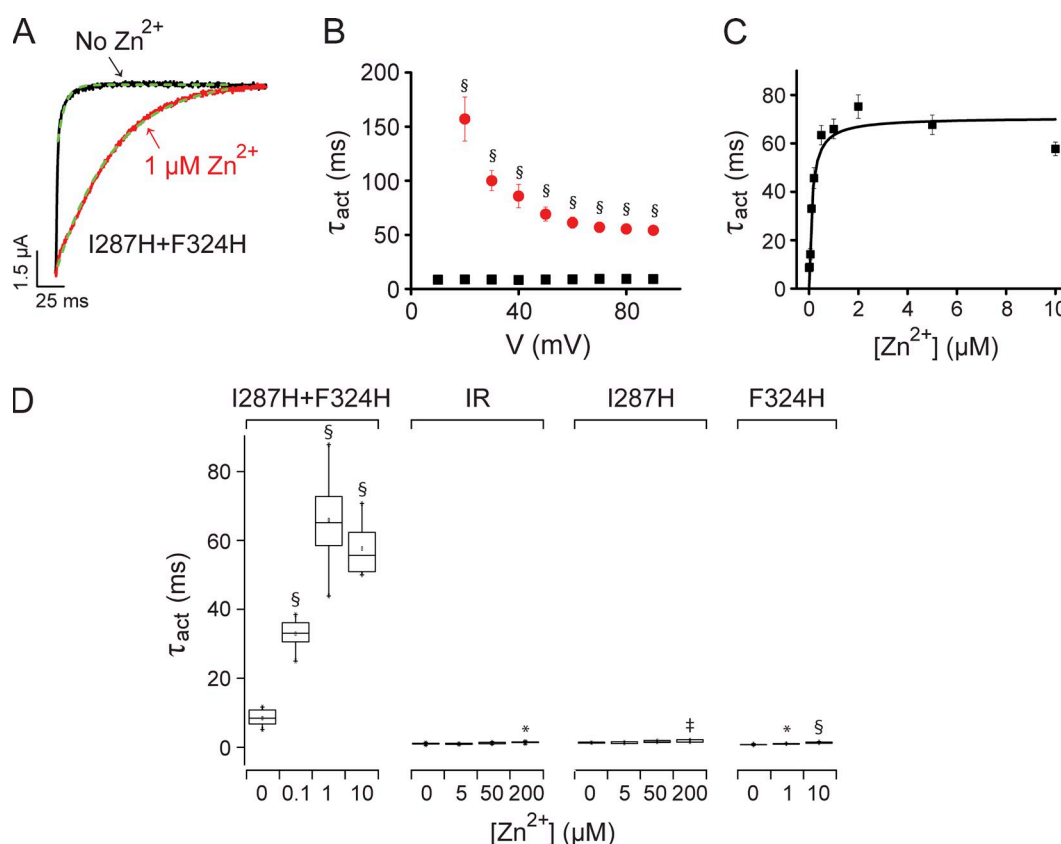 A
No Zn²⁺
1 µM Zn²⁺
I287H+F324H
1.5 µA
25 ms
B
200
150
100
50
0
τact (ms)
§ § § § § § § §
0 40 80
V (mV)
C
80
60
40
20
0
τact (ms)
0 2 4 6 8 10
[Zn²⁺] (µM)
D
I287H+F324H IR I287H F324H
80
60
40
20
0
τact (ms)
§ § § * ‡ * §
0 0.1 1 10 0 5 50 200 0 5 50 200 0 1 10
[Zn²⁺] (µM)